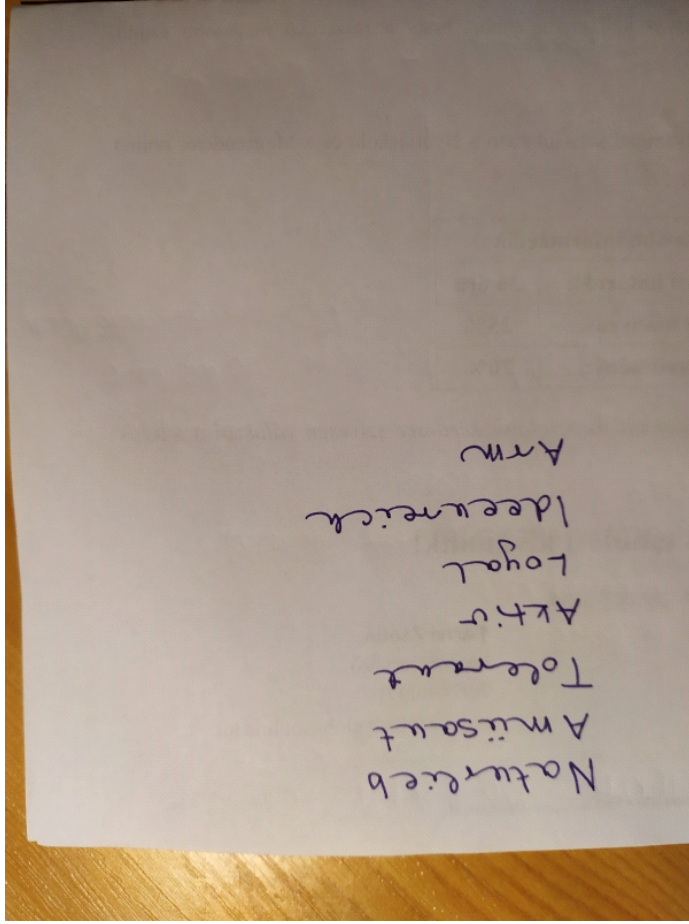 Naturlieb
Amüsant
Tolerant
Aktiv
Loyal
Ideenreich
Arm